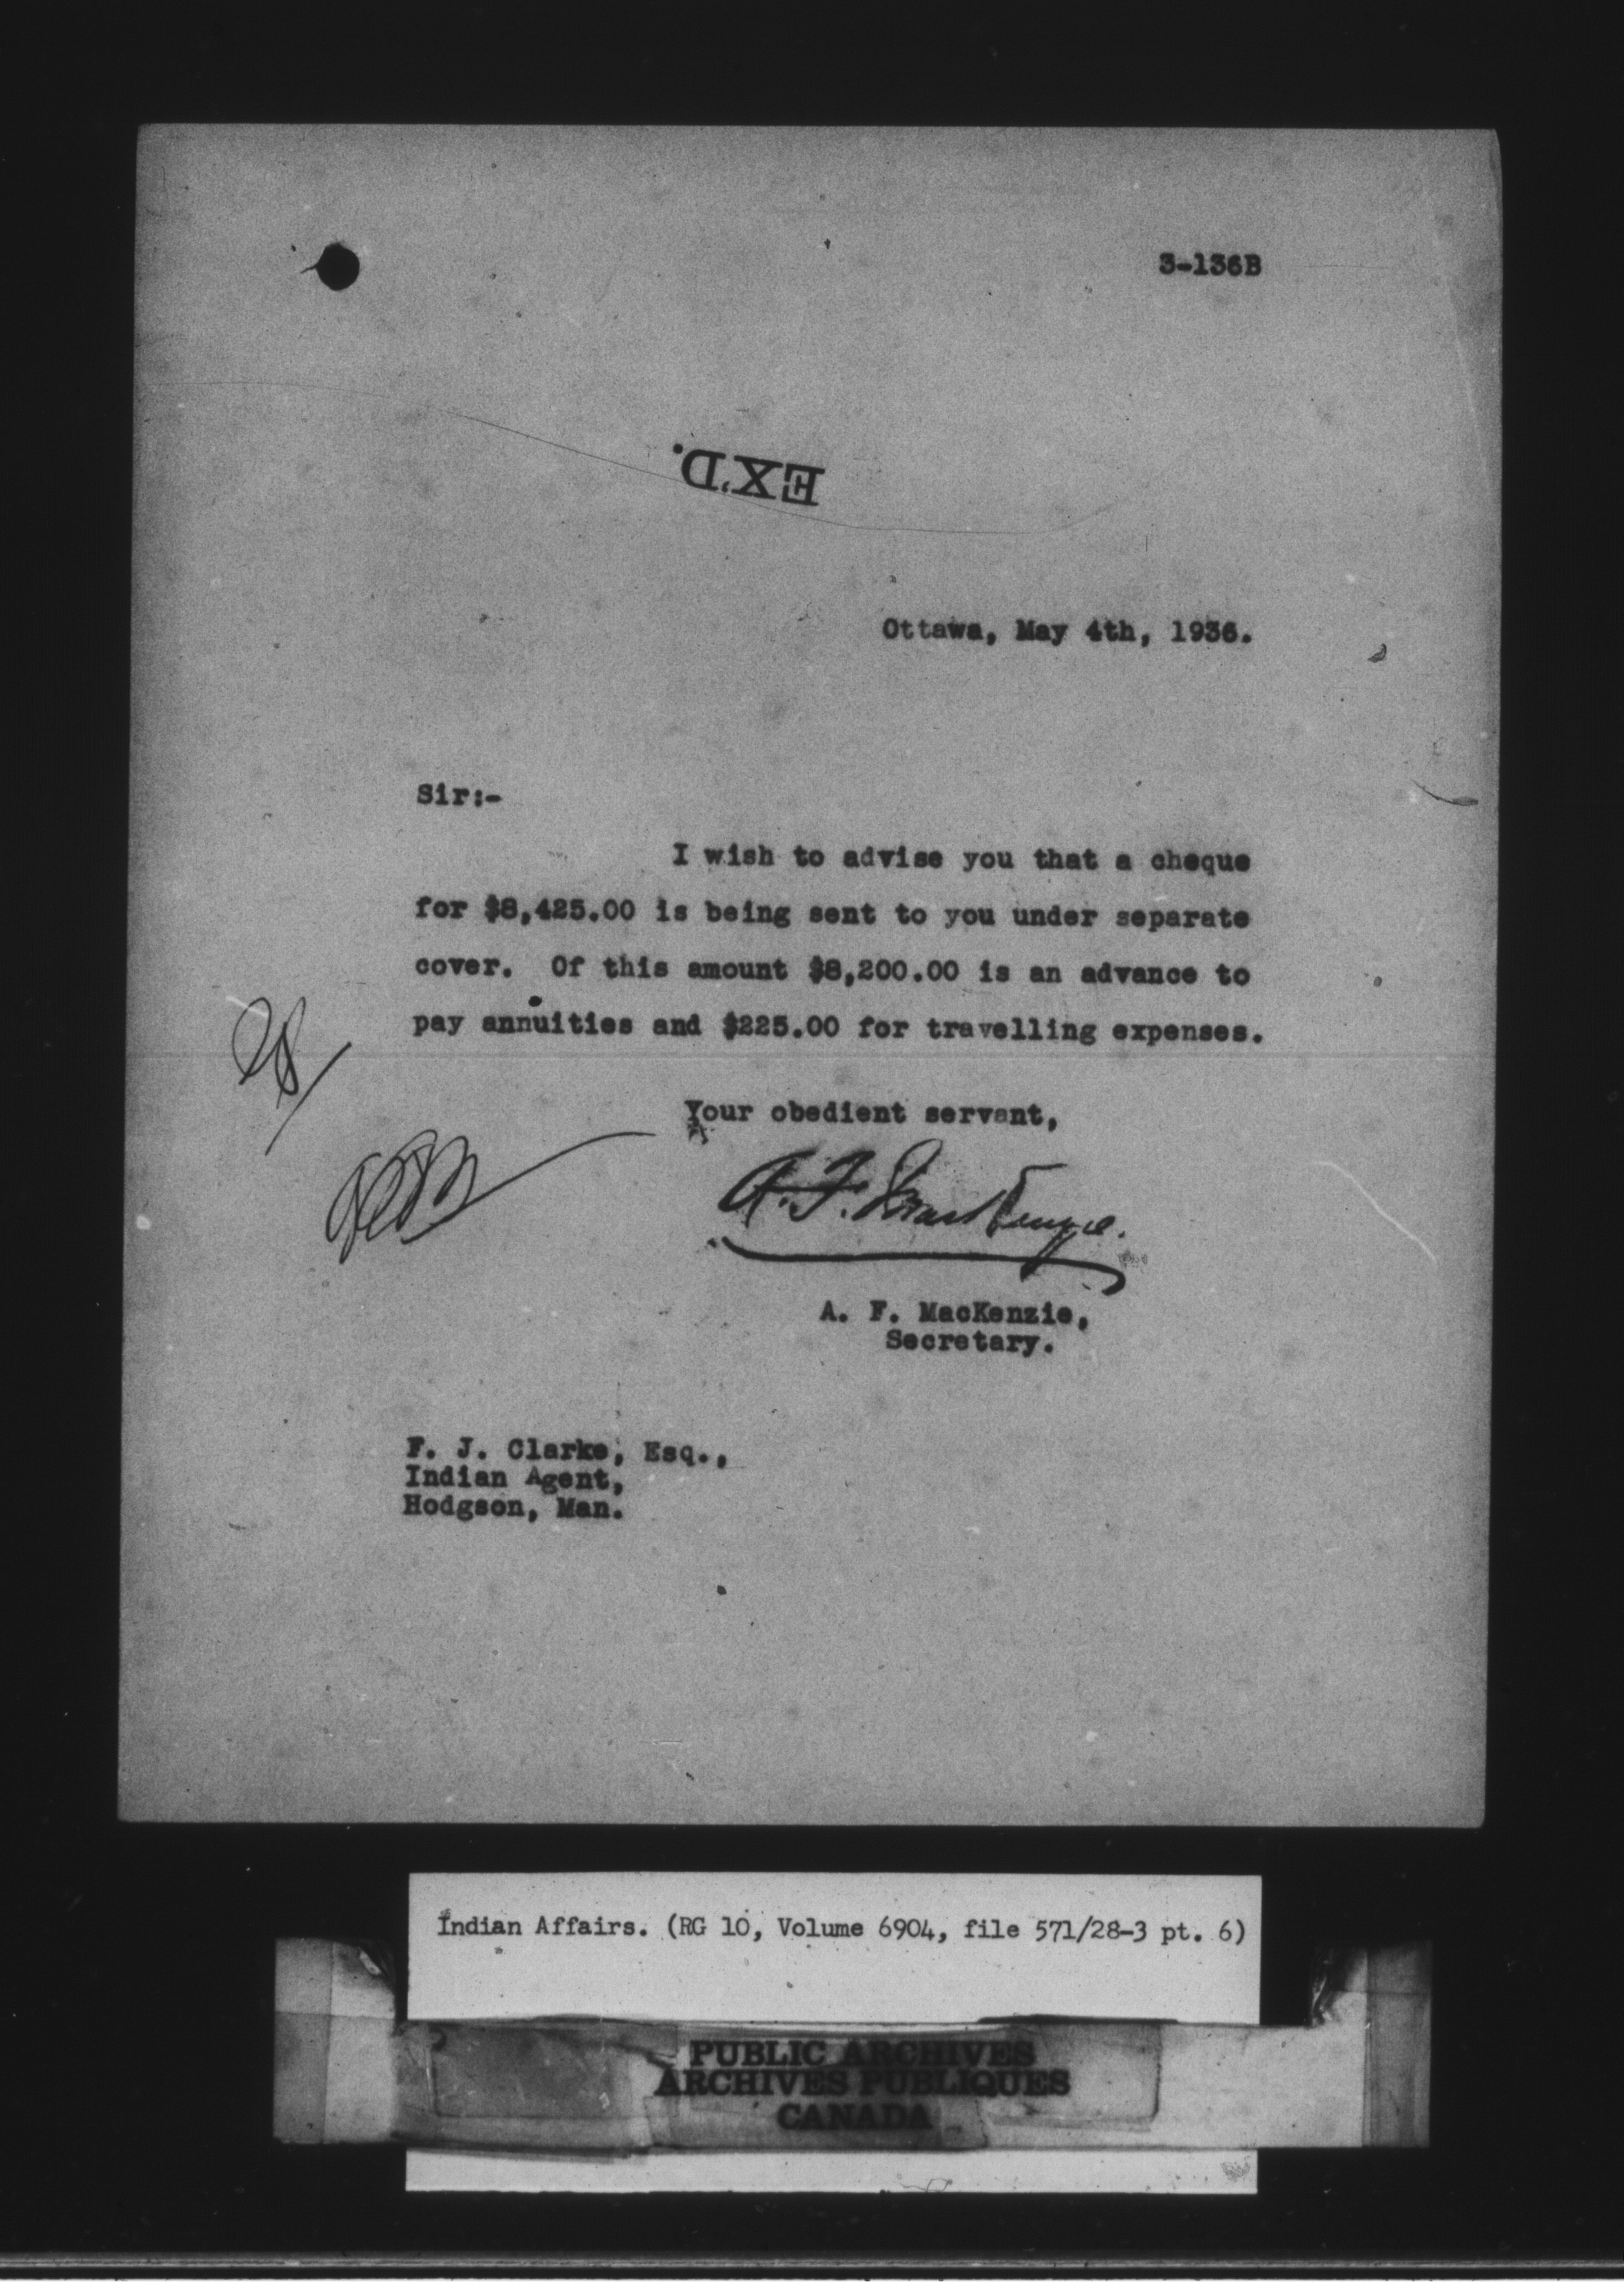 3-136B
EX'D.
Ottawa, May 4th, 1936.
Sir:-
I wish to advise you that a cheque
for $8,425.00 is being sent to you under separate
cover. Of this amount $8,200.00 is an advance to
pay annuities and $225.00 for travelling expenses.
Your obedient servant,
A. F. MacKenzie.
A. F. MacKenzie,
Secretary.
F. J. Clarke, Esq.,
Indian Agent,
Hodgson, Man.
Indian Affairs. (RG 10, Volume 6904, file 571/28-3 pt. 6)
PUBLIC ARCHIVES
ARCHIVES PUBLIQUES
CANADA